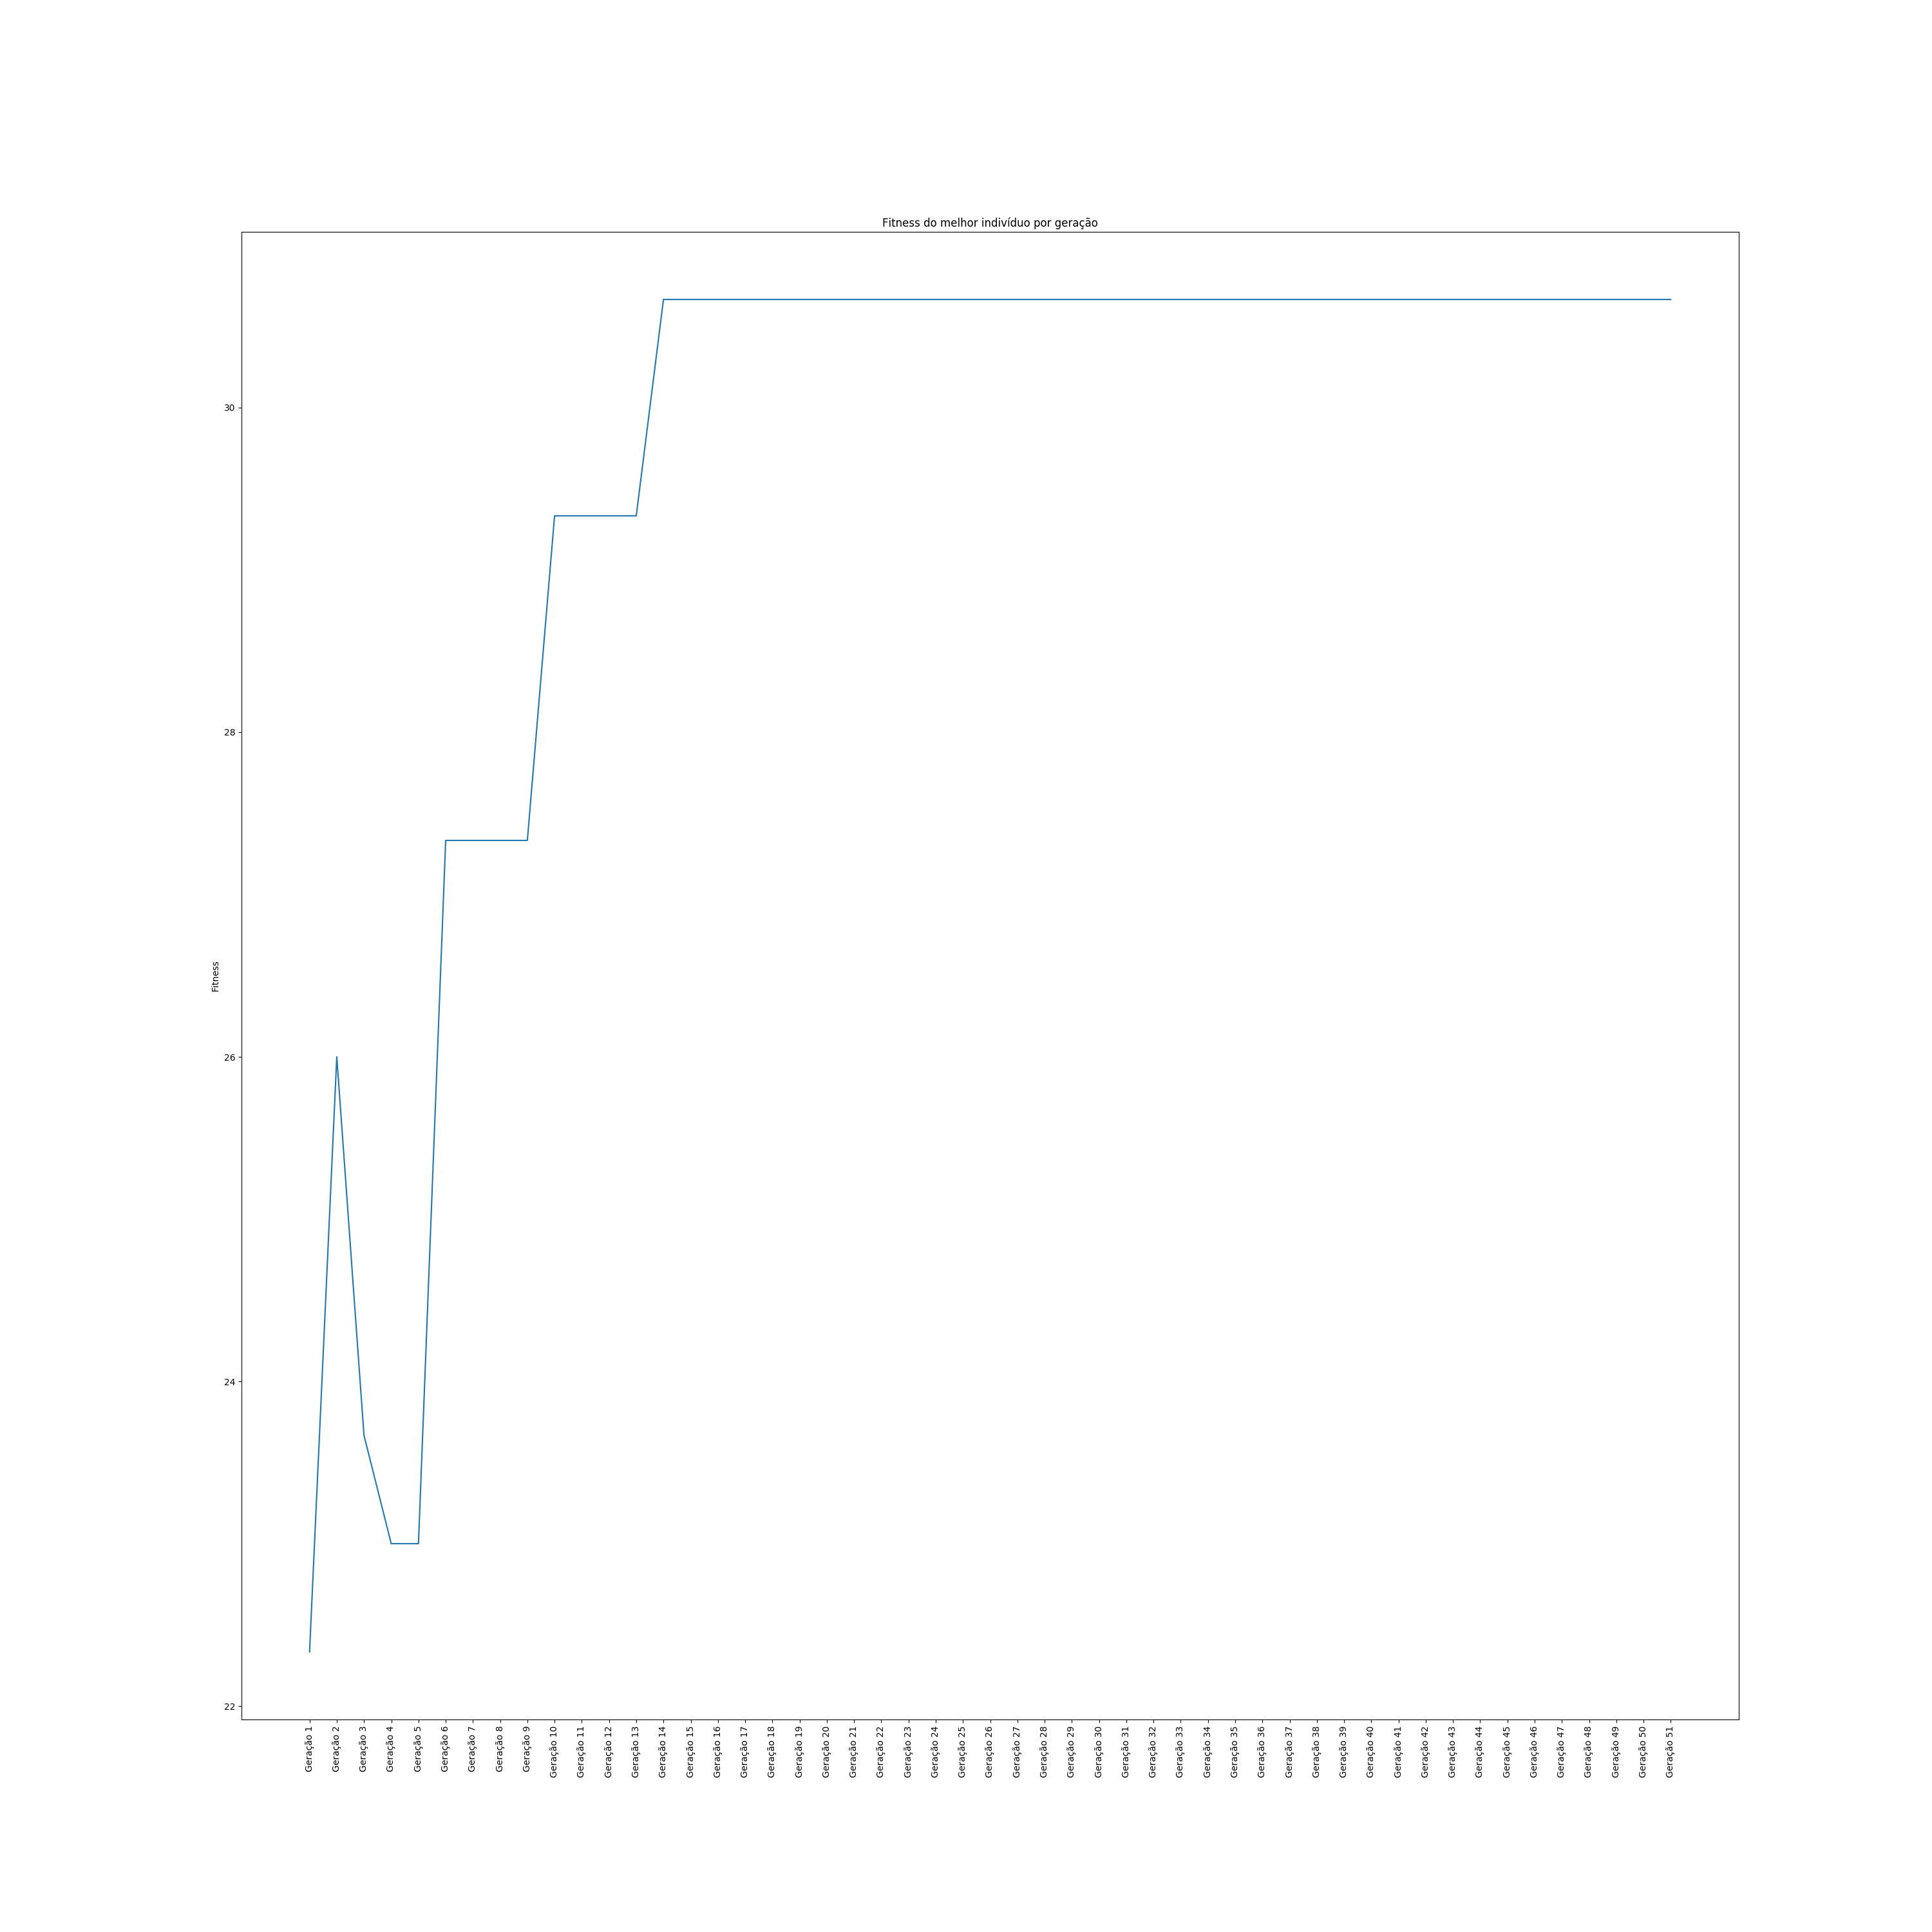 Fitness do melhor indivíduo por geração
30
28
26
24
22
Fitness
Geração 1
Geração 2
Geração 3
Geração 4
Geração 5
Geração 6
Geração 7
Geração 8
Geração 9
Geração 10
Geração 11
Geração 12
Geração 13
Geração 14
Geração 15
Geração 16
Geração 17
Geração 18
Geração 19
Geração 20
Geração 21
Geração 22
Geração 23
Geração 24
Geração 25
Geração 26
Geração 27
Geração 28
Geração 29
Geração 30
Geração 31
Geração 32
Geração 33
Geração 34
Geração 35
Geração 36
Geração 37
Geração 38
Geração 39
Geração 40
Geração 41
Geração 42
Geração 43
Geração 44
Geração 45
Geração 46
Geração 47
Geração 48
Geração 49
Geração 50
Geração 51